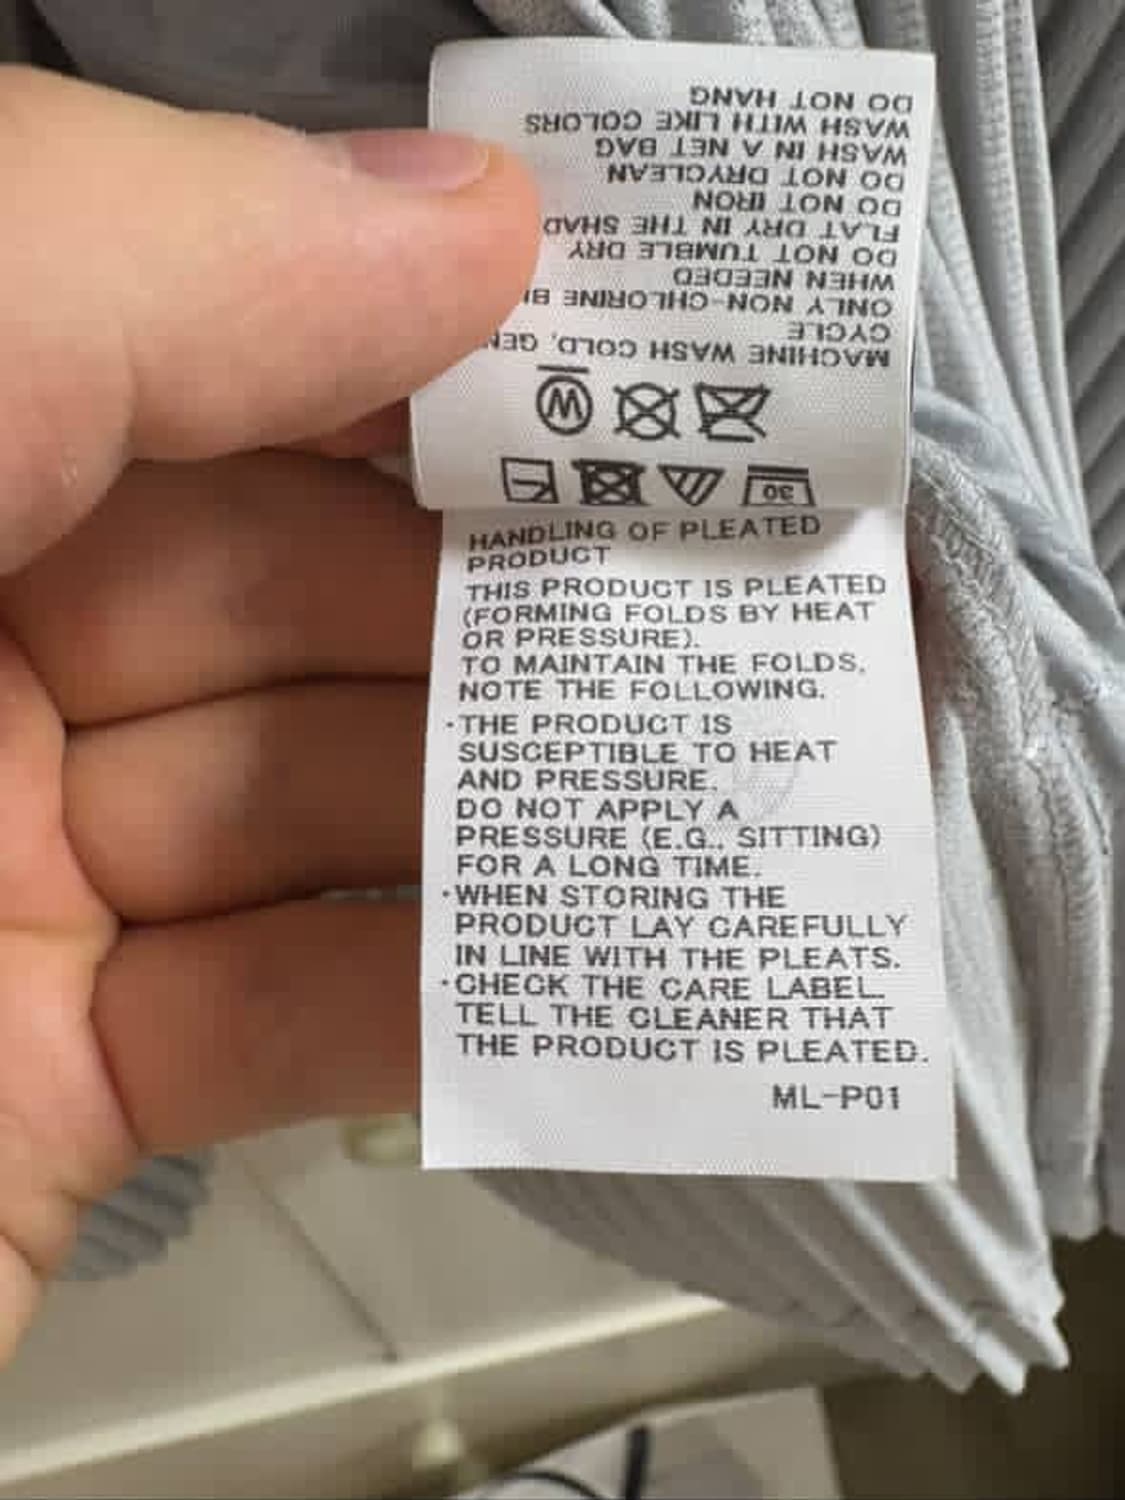 MACHINE WASH COLD,
CYCLE
ONLY NON-CHLORINE
WHEN NEEDED
DO NOT TUMBLE DRY
FLAT DRY IN THE
DO NOT IRON
DO NOT DRYCLEAN
WASH IN A NET BAG
WASH WITH LIKE COLORS
DO NOT HANG
W
30
HANDLING OF PLEATED
PRODUCT
THIS PRODUCT IS PLEATED
(FORMING FOLDS BY HEAT
OR PRESSURE).
TO MAINTAIN THE FOLDS,
NOTE THE FOLLOWING.
·THE PRODUCT IS
SUSCEPTIBLE TO HEAT
AND PRESSURE.
DO NOT APPLY A
PRESSURE (E.G., SITTING)
FOR A LONG TIME.
·WHEN STORING THE
PRODUCT LAY CAREFULLY
IN LINE WITH THE PLEATS.
·CHECK THE CARE LABEL
TELL THE CLEANER THAT
THE PRODUCT IS PLEATED.
ML-P01